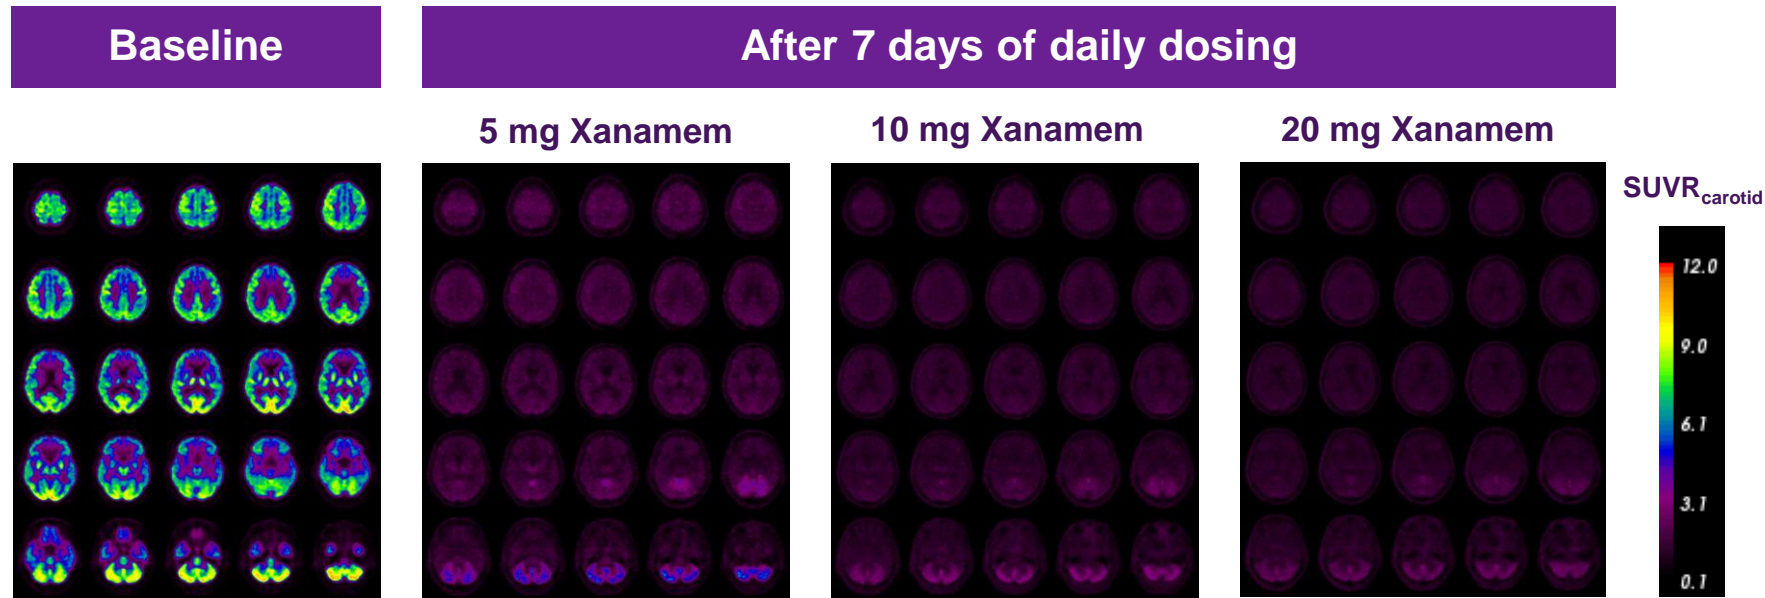 Baseline
After 7 days of daily dosing
5 mg Xanamem
10 mg Xanamem
20 mg Xanamem
SUVRcarotid
12.0
9.0
6.1
3.1
0.1